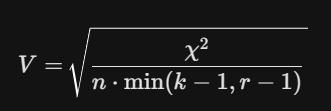 V = √(χ² / (n · min(k − 1, r − 1)))